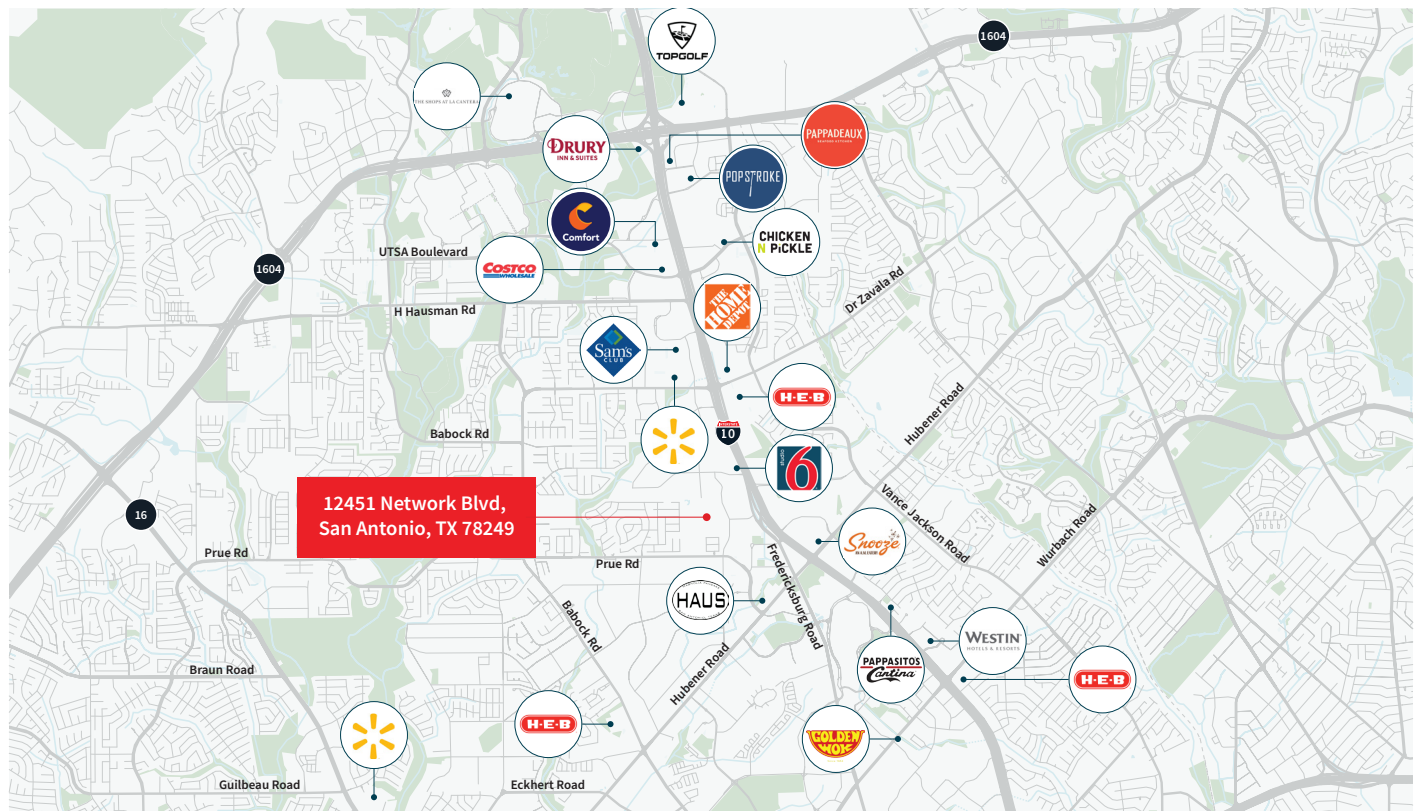 TOPGOLF
1604
THE SHOPS AT LA CANTERA
PAPPADEAUX
SEAFOOD KITCHEN
DRURY
INN & SUITES
POPSTROKE
Comfort
CHICKEN
N PiCKLE
UTSA Boulevard
COSTCO
WHOLESALE
1604
H Hausman Rd
THE
HOME
DEPOT
Dr Zavala Rd
Sam's
CLUB
H-E-B
Hubener Road
Babock Rd
10
studio
6
12451 Network Blvd,
San Antonio, TX 78249
16
Vance Jackson Road
Wurbach Road
Snooze
AN A.M. EATERY
Prue Rd
Prue Rd
Fredericksburg Road
HAUS
Babock Rd
WESTIN
HOTELS & RESORTS
PAPPASITOS
Cantina
H-E-B
Braun Road
Hubener Road
H-E-B
GOLDEN
WOK
Guilbeau Road
Eckhert Road